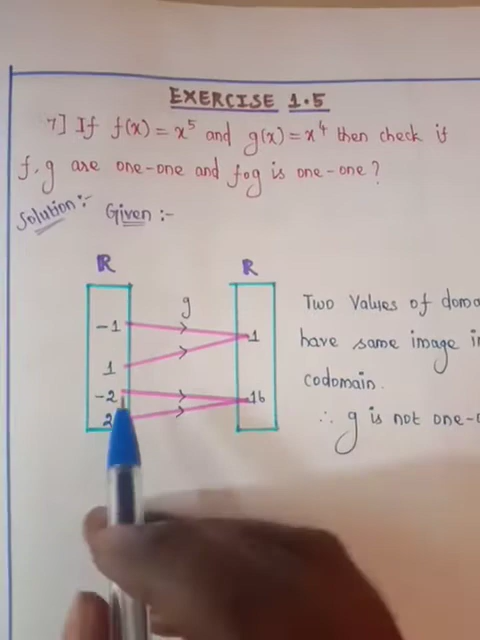 EXERCISE 1.5
7] If f(x) = x⁵ and g(x) = x⁴ then check if
f, g are one-one and fog is one-one?
Solution :- Given :-
R R
g
-1 1
1
-2 16
2
Two Values of
have same image
codomain.
∴ g is not one-